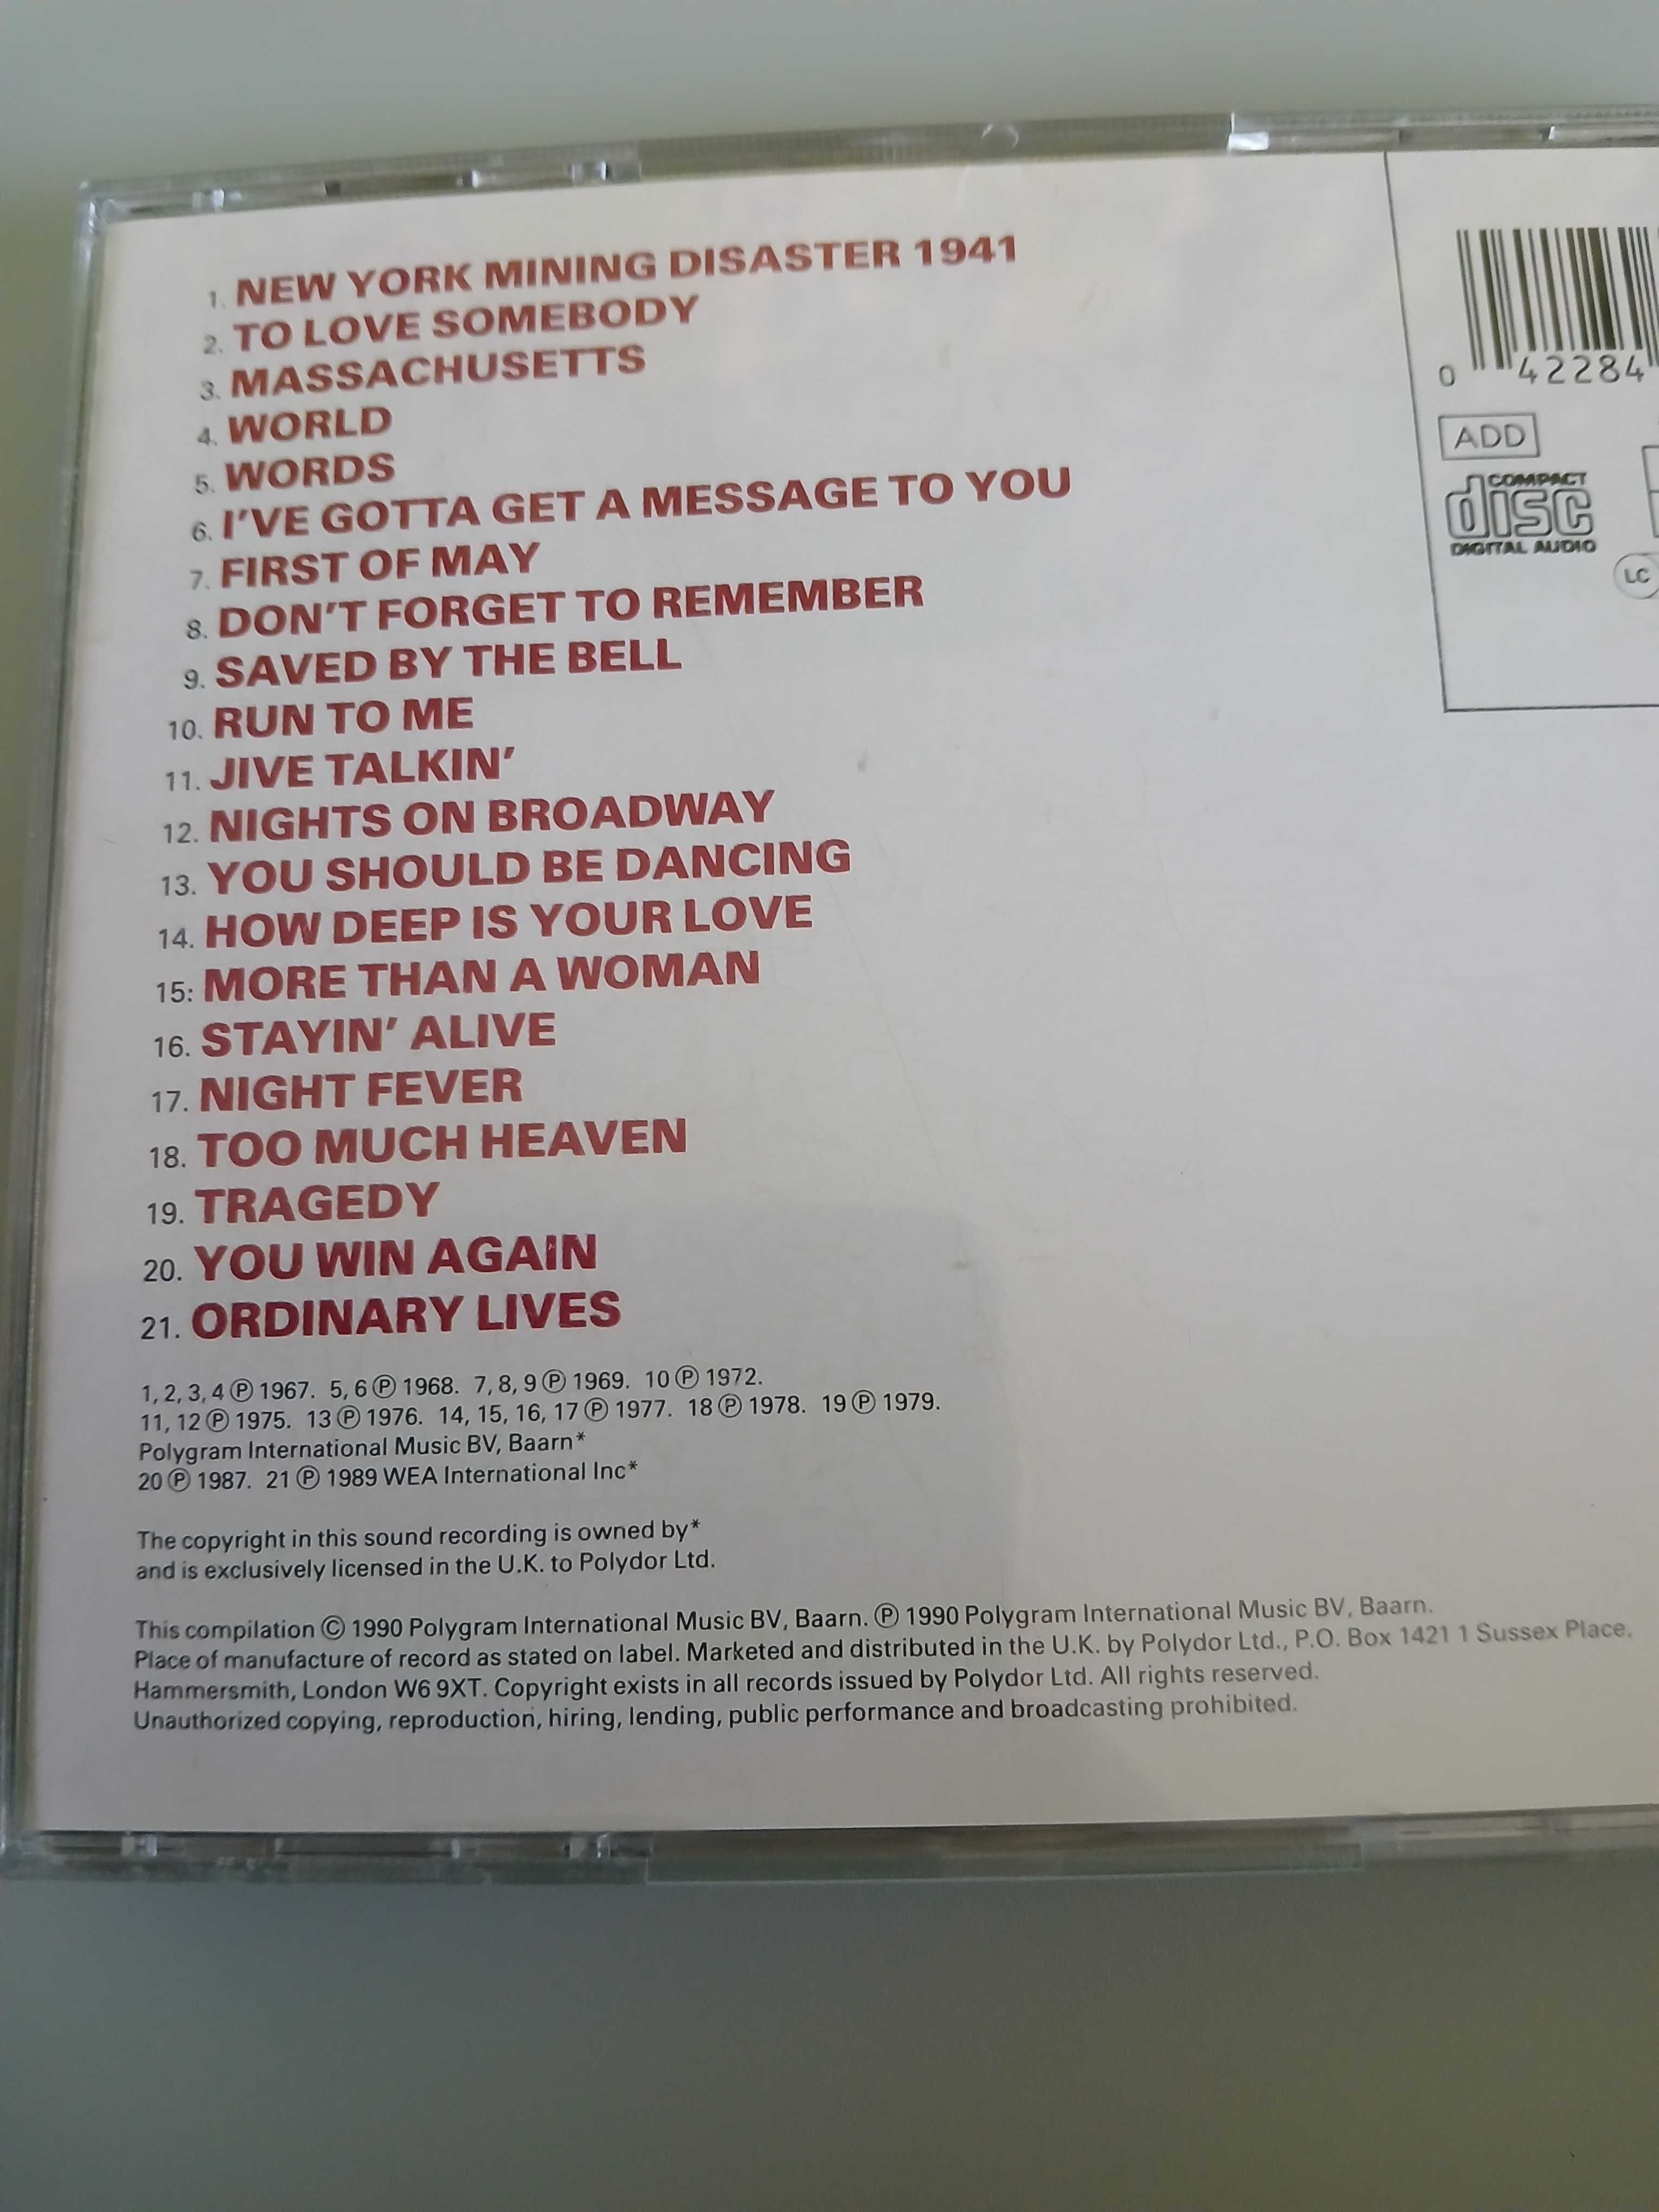 1. NEW YORK MINING DISASTER 1941
2. TO LOVE SOMEBODY
3. MASSACHUSETTS
4. WORLD
5. WORDS
6. I'VE GOTTA GET A MESSAGE TO YOU
7. FIRST OF MAY
8. DON'T FORGET TO REMEMBER
9. SAVED BY THE BELL
10. RUN TO ME
11. JIVE TALKIN'
12. NIGHTS ON BROADWAY
13. YOU SHOULD BE DANCING
14. HOW DEEP IS YOUR LOVE
15: MORE THAN A WOMAN
16. STAYIN' ALIVE
17. NIGHT FEVER
18. TOO MUCH HEAVEN
19. TRAGEDY
20. YOU WIN AGAIN
21. ORDINARY LIVES
1, 2, 3, 4 ℗ 1967. 5, 6 ℗ 1968. 7, 8, 9 ℗ 1969. 10 ℗ 1972.
11, 12 ℗ 1975. 13 ℗ 1976. 14, 15, 16, 17 ℗ 1977. 18 ℗ 1978. 19 ℗ 1979.
Polygram International Music BV, Baarn*
20 ℗ 1987. 21 ℗ 1989 WEA International Inc*
The copyright in this sound recording is owned by*
and is exclusively licensed in the U.K. to Polydor Ltd.
This compilation © 1990 Polygram International Music BV, Baarn. ℗ 1990 Polygram International Music BV, Baarn.
Place of manufacture of record as stated on label. Marketed and distributed in the U.K. by Polydor Ltd., P.O. Box 1421 1 Sussex Place,
Hammersmith, London W6 9XT. Copyright exists in all records issued by Polydor Ltd. All rights reserved.
Unauthorized copying, reproduction, hiring, lending, public performance and broadcasting prohibited.
0 42284
ADD
COMPACT
disc
DIGITAL AUDIO
LC